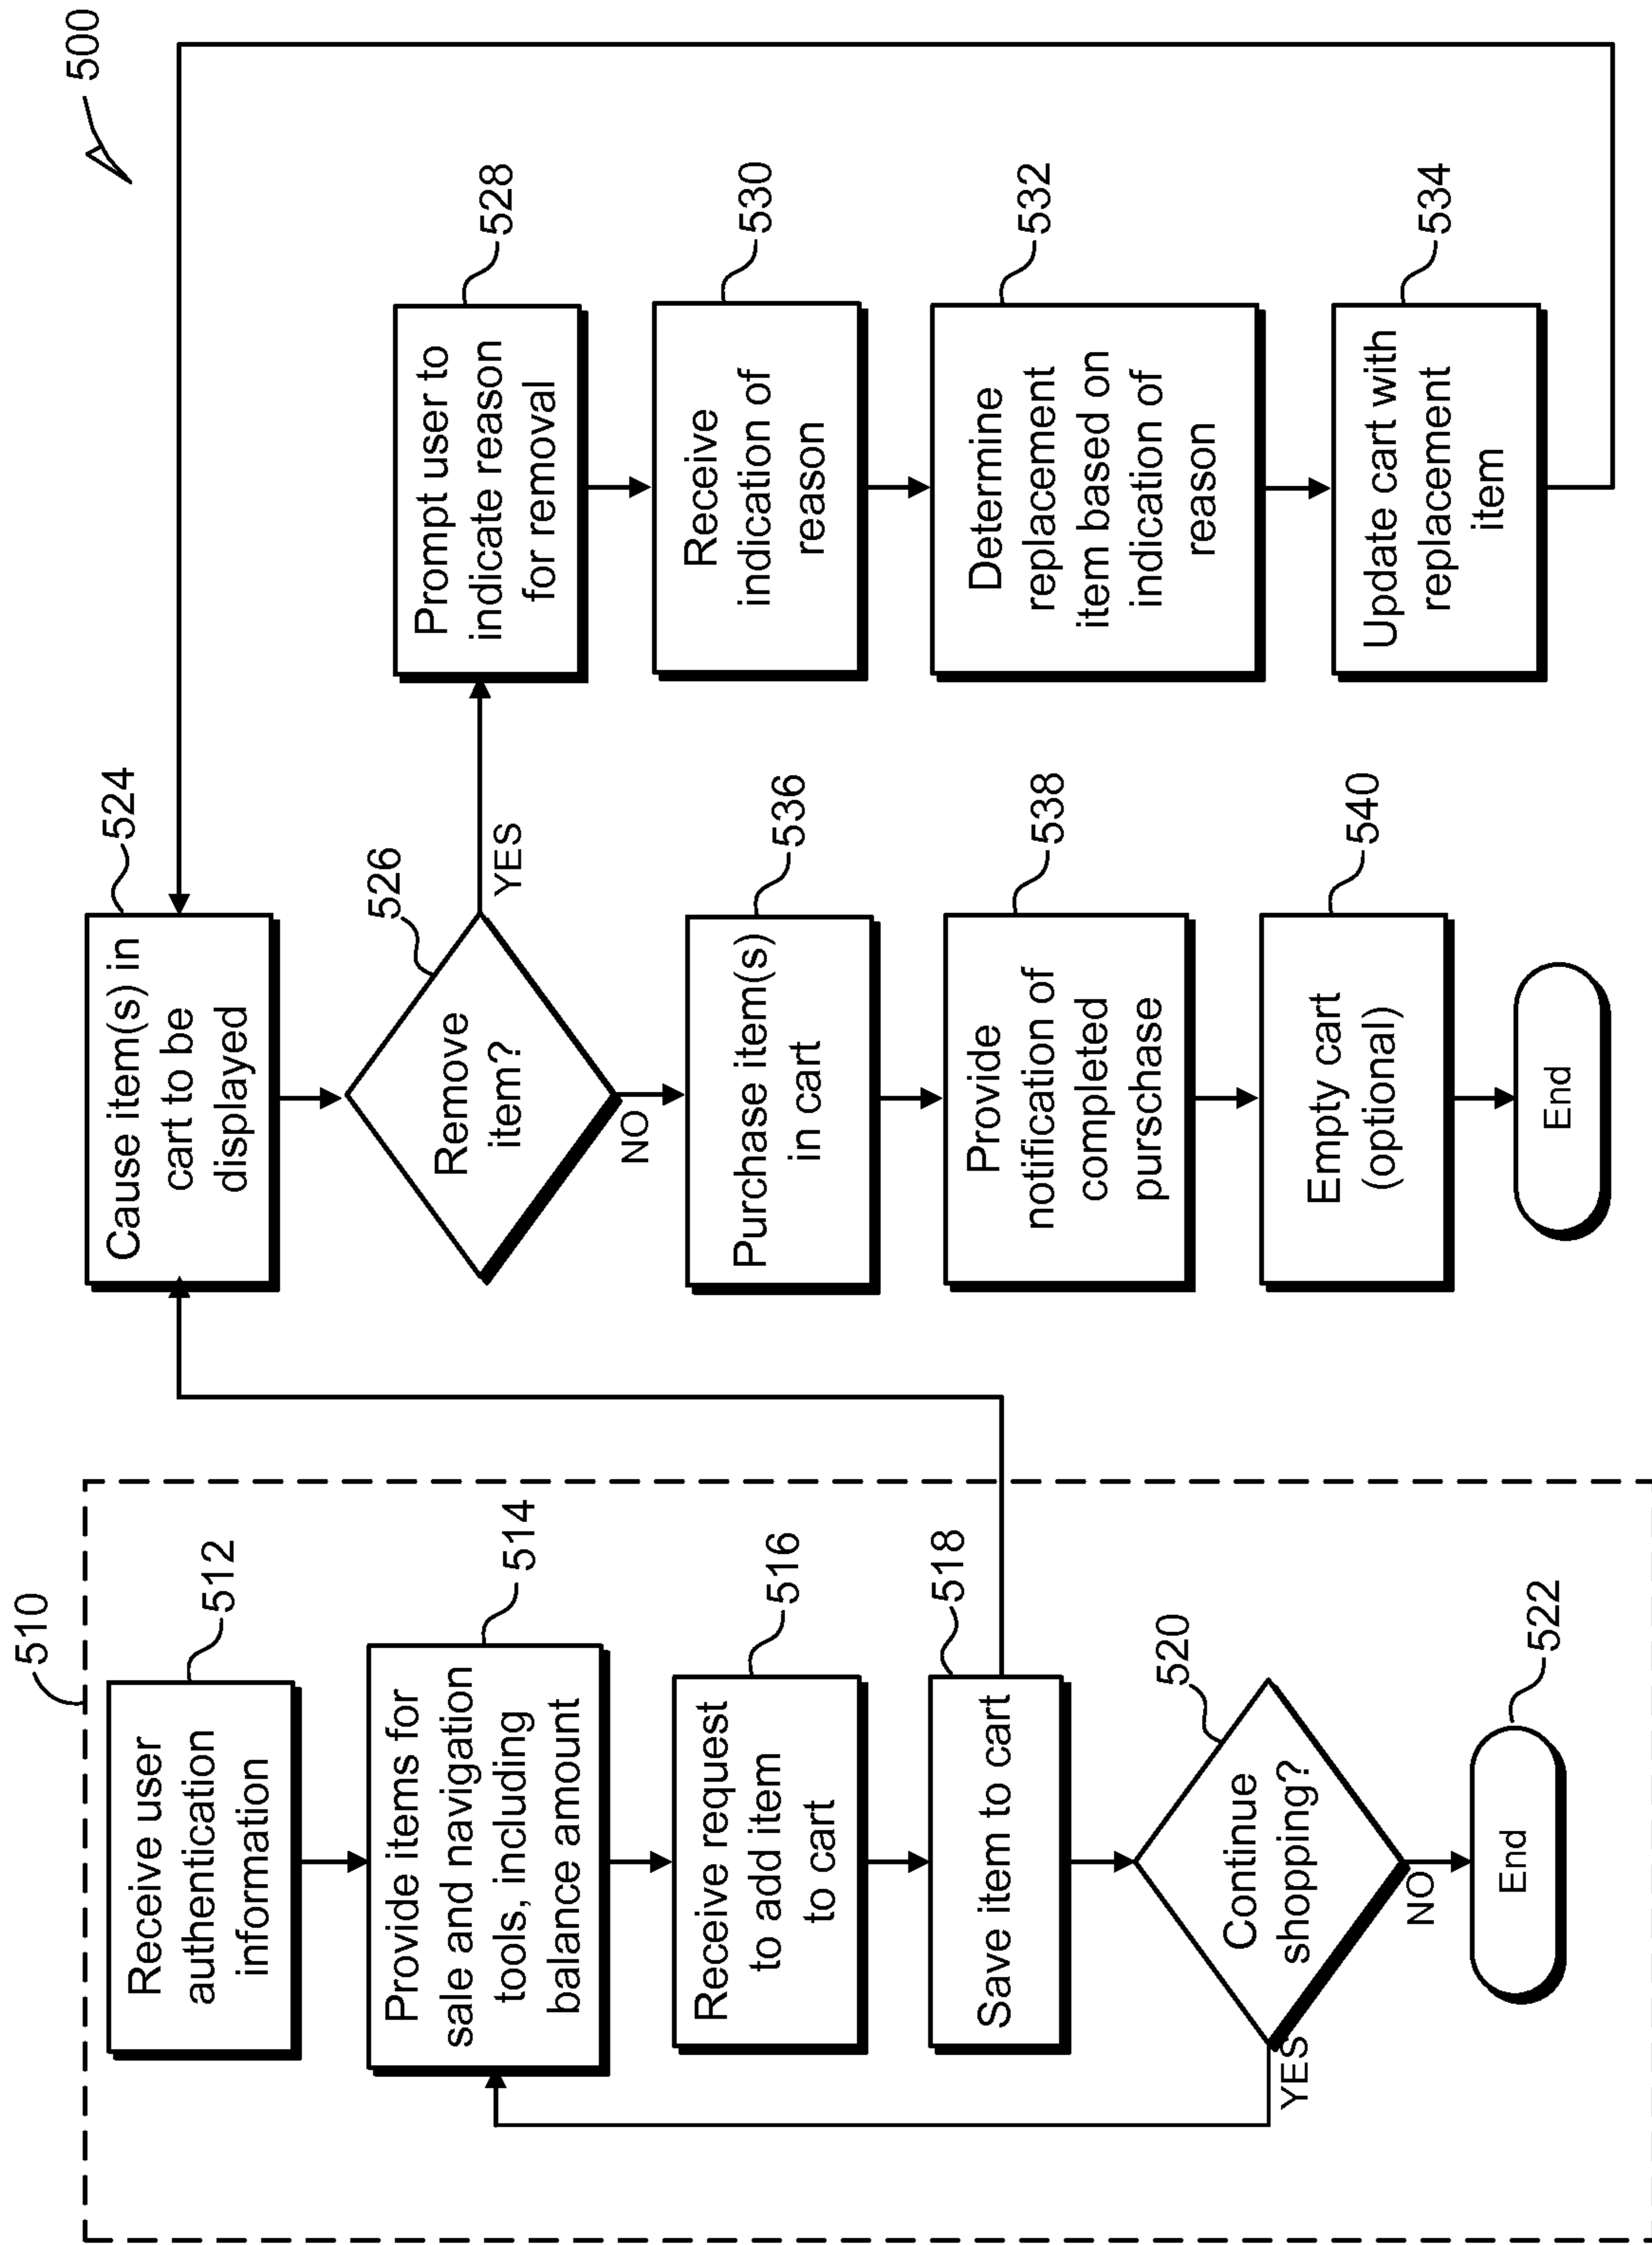 500
510
512
Receive user
authentication
information
514
Provide items for
sale and navigation
tools, including
balance amount
516
Receive request
to add item
to cart
518
Save item to cart
520
Continue
shopping?
YES
NO
522
End
524
Cause item(s) in
cart to be
displayed
526
Remove
item?
YES
NO
528
Prompt user to
indicate reason
for removal
530
Receive
indication of
reason
532
Determine
replacement
item based on
indication of
reason
534
Update cart with
replacement
item
536
Purchase item(s)
in cart
538
Provide
notification of
completed
purschase
540
Empty cart
(optional)
End